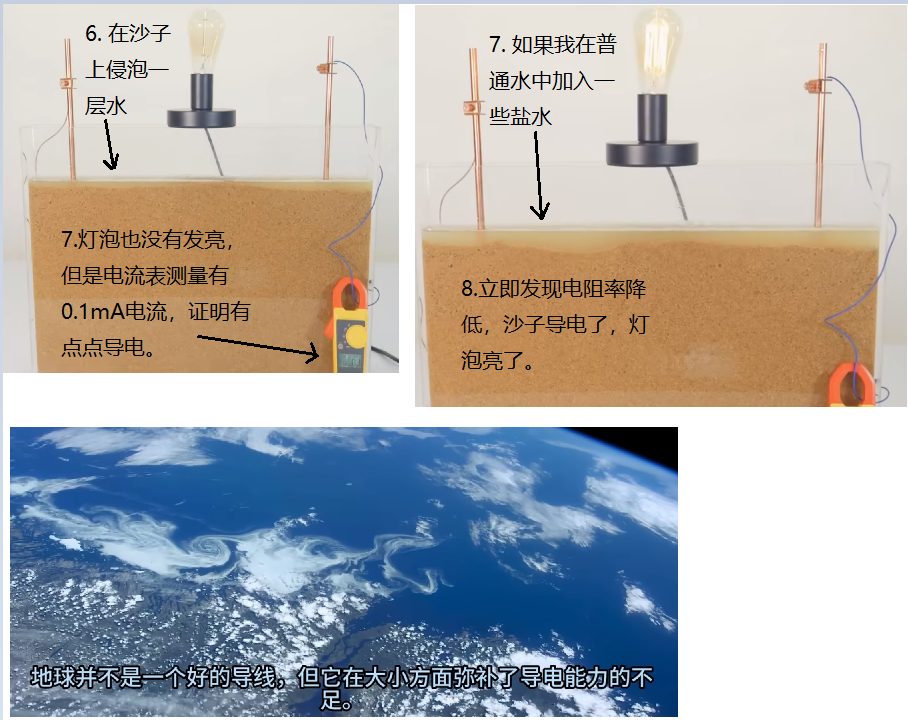 6. 在沙子
上侵泡一
层水
7.灯泡也没有发亮，
但是电流表测量有
0.1mA电流，证明有
点点导电。
7. 如果我在普
通水中加入一
些盐水
8.立即发现电阻率降
低，沙子导电了，灯
泡亮了。
地球并不是一个好的导线，但它在大小方面弥补了导电能力的不
足。